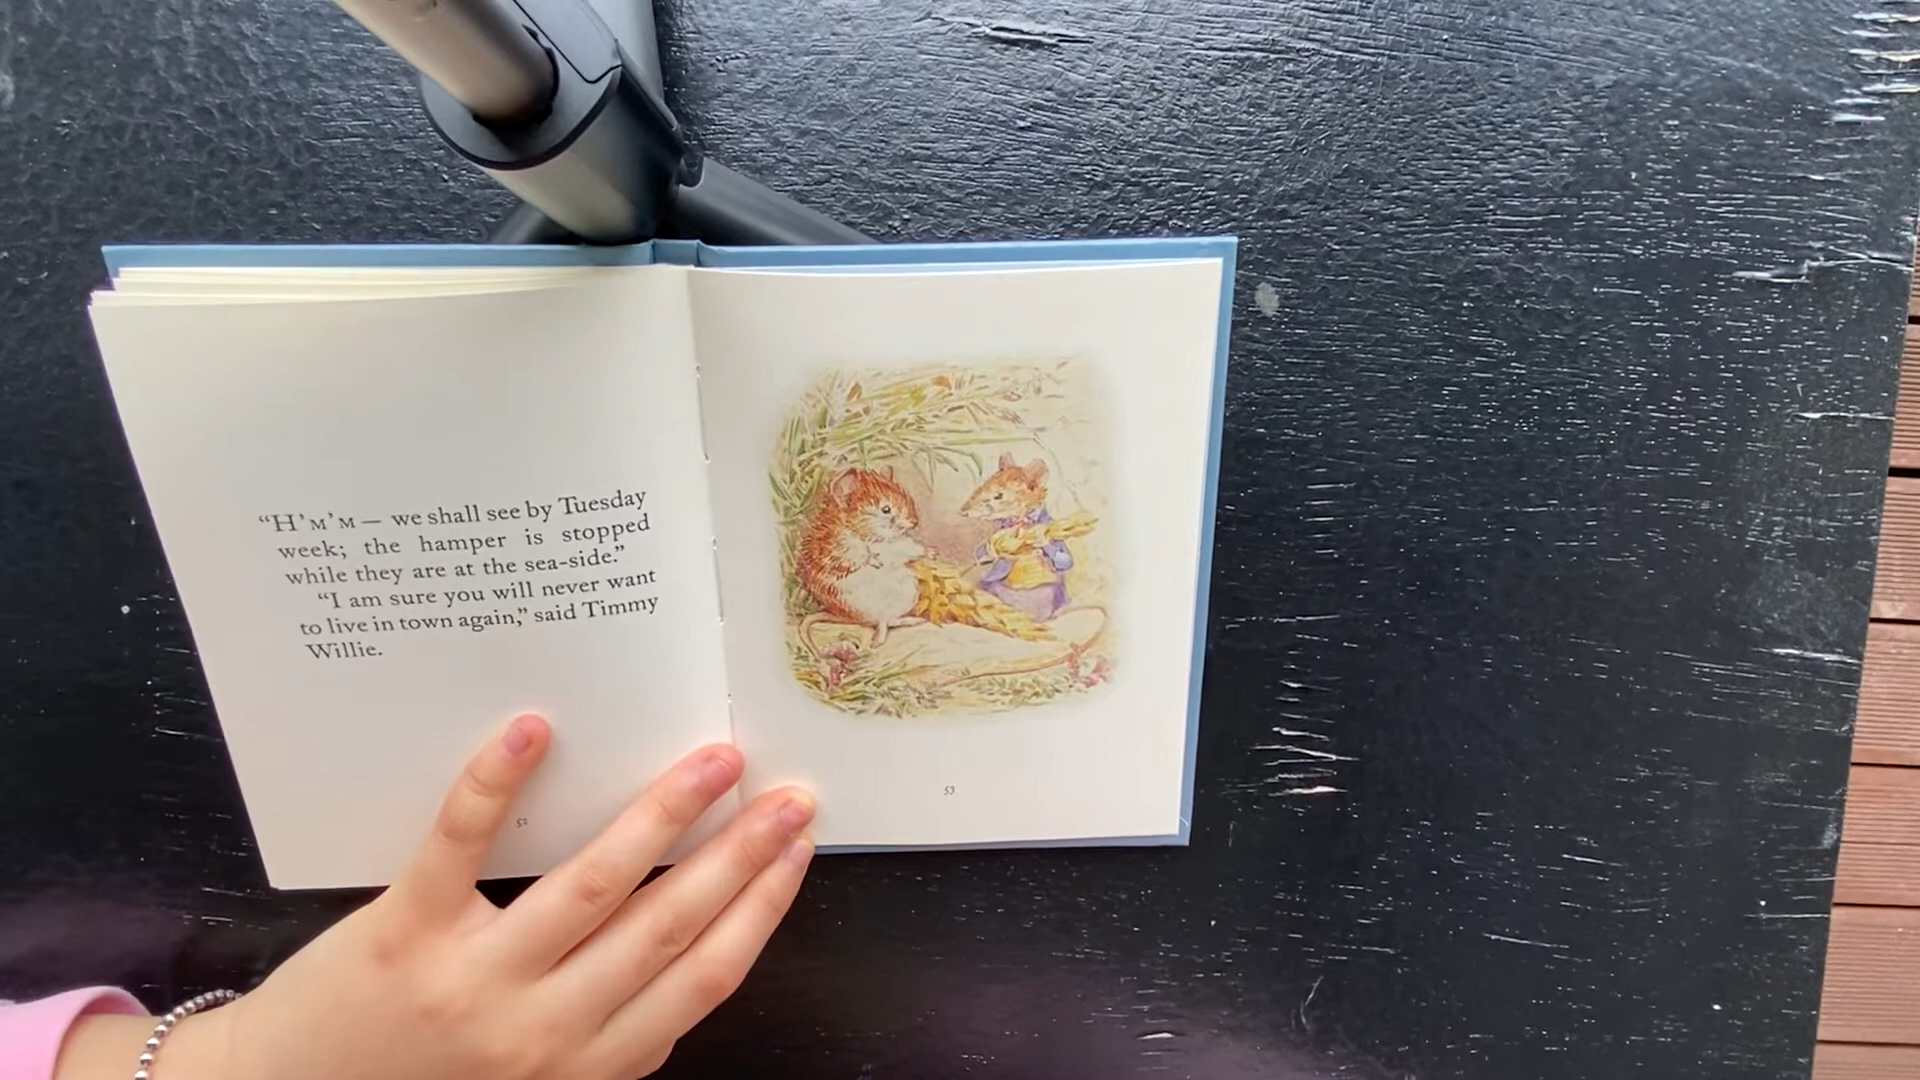 “H’M’M — we shall see by Tuesday
week; the hamper is stopped
while they are at the sea-side.”
“I am sure you will never want
to live in town again,” said Timmy
Willie.
52
53